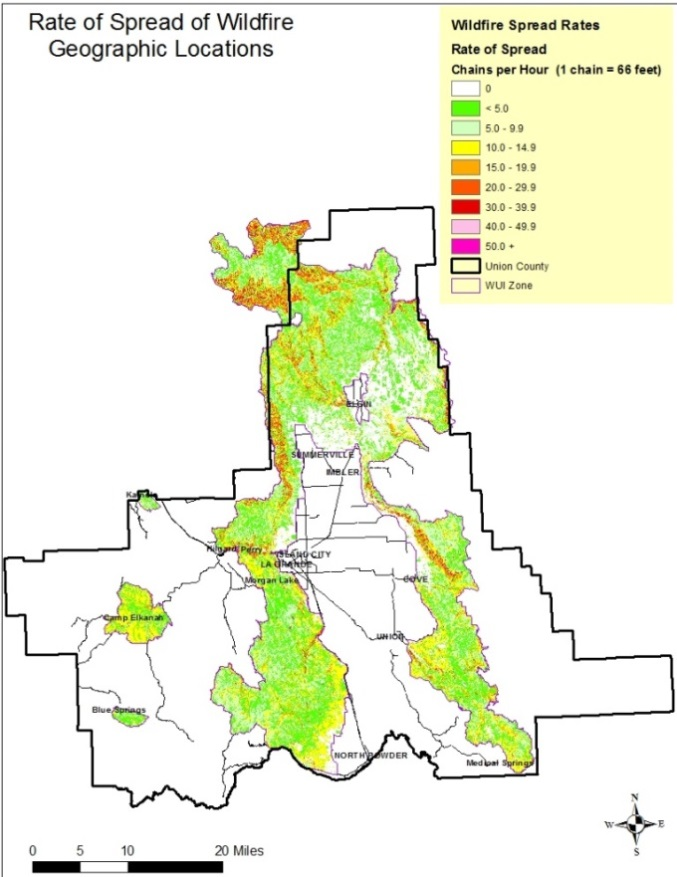 Rate of Spread of Wildfire
Geographic Locations
Wildfire Spread Rates
Rate of Spread
Chains per Hour (1 chain = 66 feet)
0
< 5.0
5.0 - 9.9
10.0 - 14.9
15.0 - 19.9
20.0 - 29.9
30.0 - 39.9
40.0 - 49.9
50.0 +
Union County
WUI Zone
ELGIN
SUMMERVILLE
IMBLER
Perry
ISLAND CITY
LA GRANDE
Morgan Lake
COVE
Camp Elkanah
UNION
Blue Springs
NORTH POWDER
Medical Springs
N
W
E
S
0 5 10 20 Miles